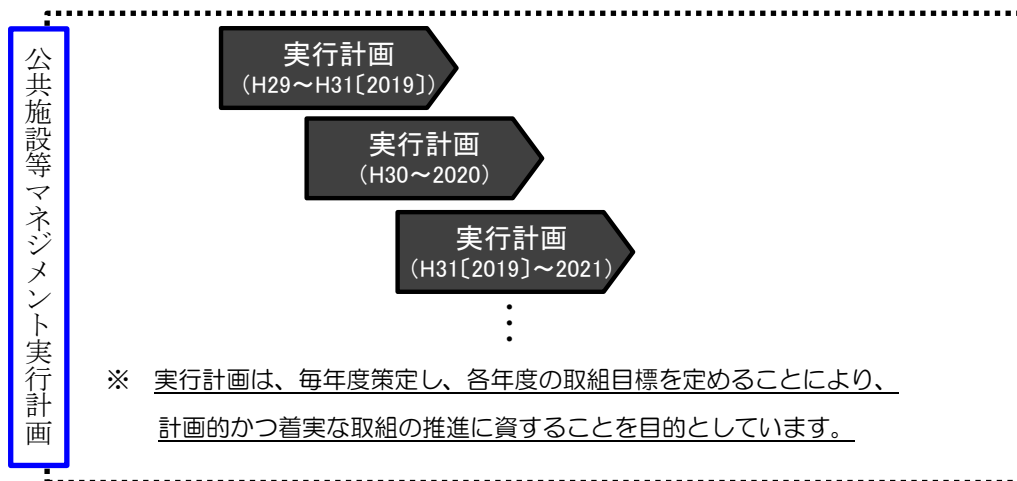 公共施設等マネジメント実行計画
実行計画
(H29～H31〔2019〕)
実行計画
(H30～2020)
実行計画
(H31〔2019〕～2021)
⋮
※ 実行計画は、毎年度策定し、各年度の取組目標を定めることにより、
計画的かつ着実な取組の推進に資することを目的としています。